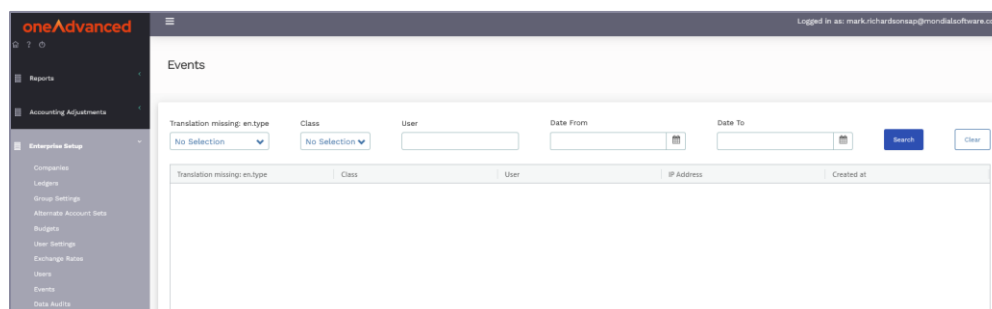 oneAdvanced
Logged in as: mark.richardsonsap@mondialsoftware.co
?
Events
Reports
Accounting Adjustments
Translation missing: en.type Class User Date From Date To
No Selection No Selection Search Clear
Enterprise Setup
Translation missing: en.type Class User IP Address Created at
Companies
Ledgers
Group Settings
Alternate Account Sets
Budgets
User Settings
Exchange Rates
Users
Events
Data Audits